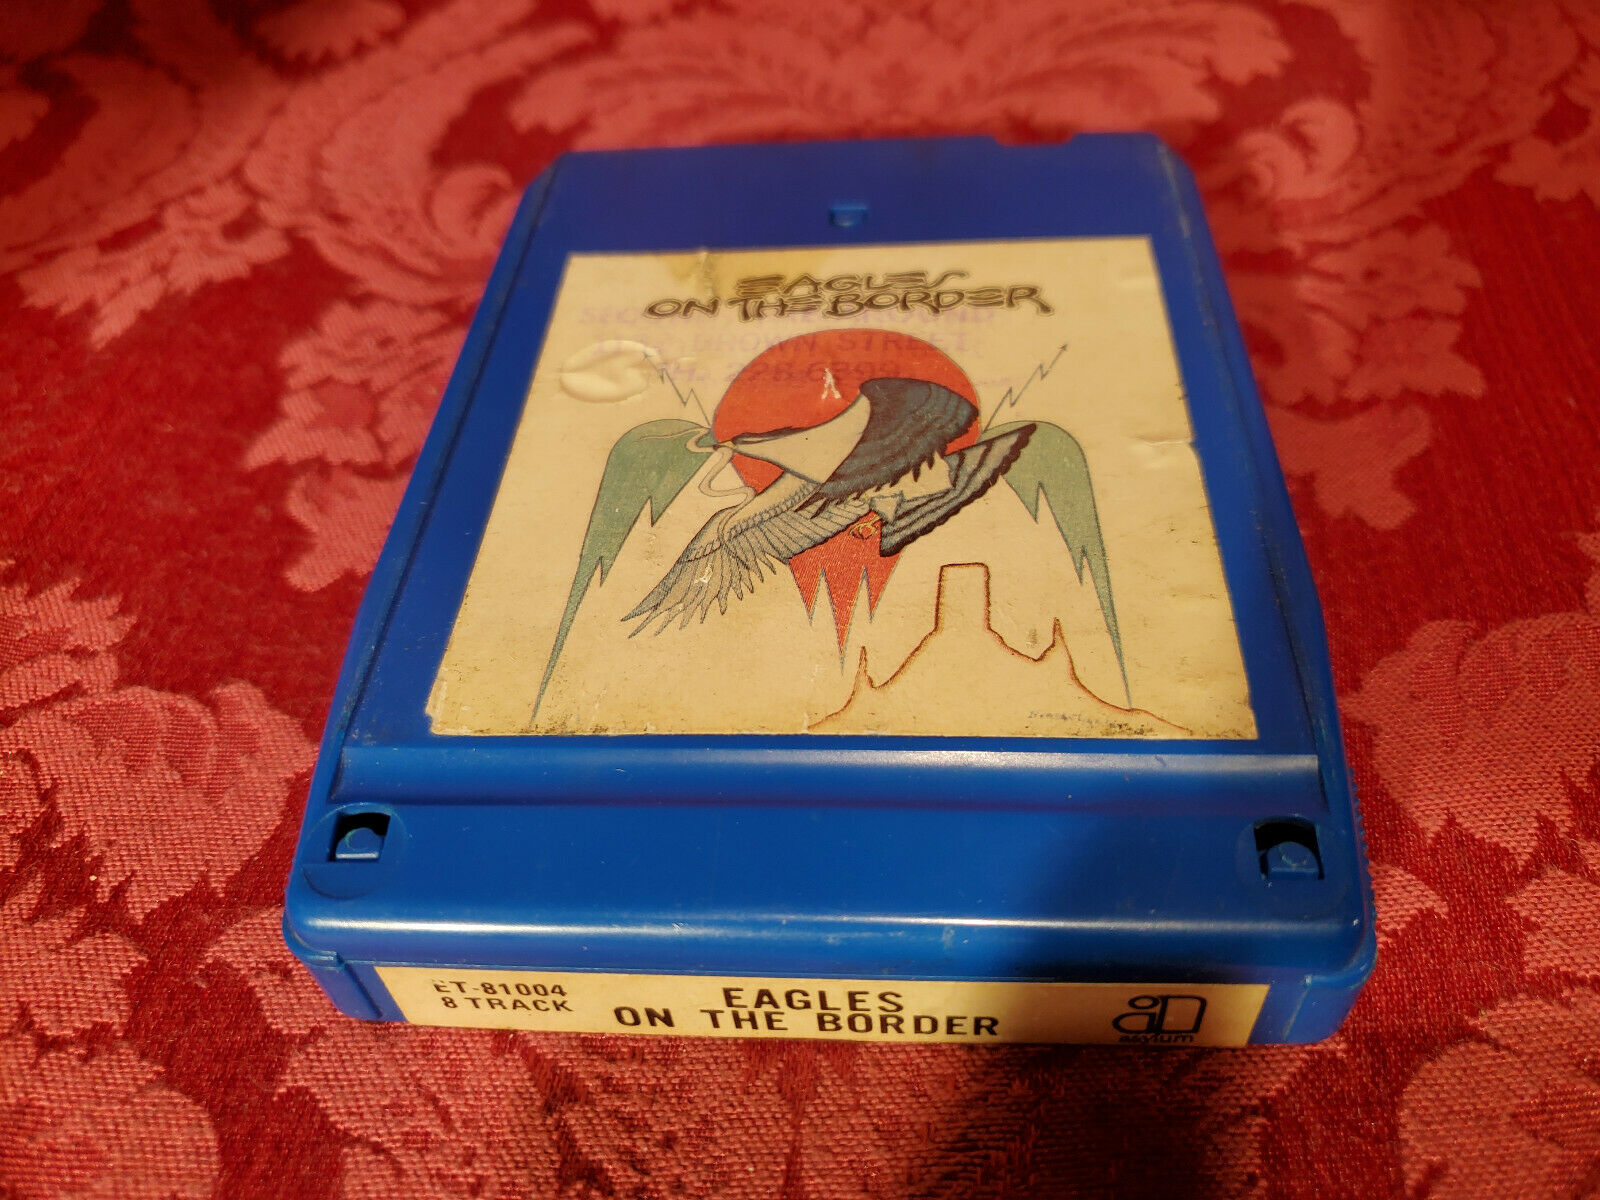 EAGLES
ON THE BORDER
BROWN STREET
ET-81004
8 TRACK
EAGLES
ON THE BORDER
asylum